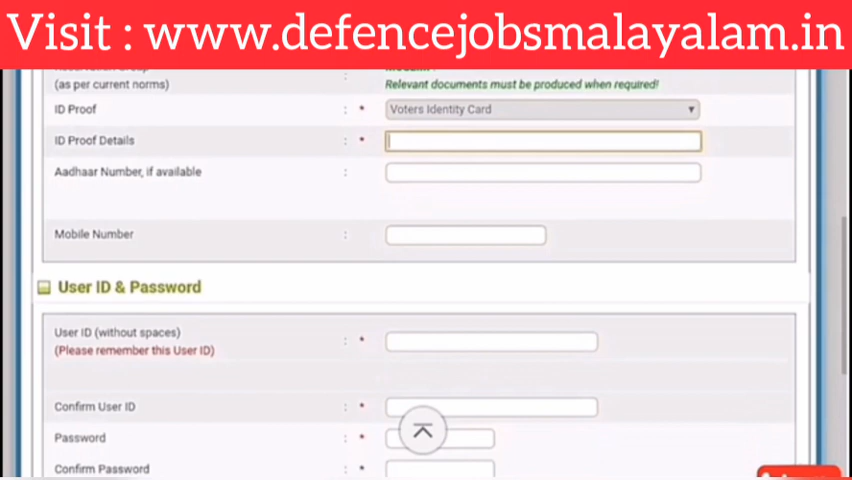 Visit : www.defencejobsmalayalam.in
(as per current norms) : Relevant documents must be produced when required!
ID Proof : * Voters Identity Card
ID Proof Details : *
Aadhaar Number, if available :
Mobile Number :
User ID & Password
User ID (without spaces) : *
(Please remember this User ID)
Confirm User ID : *
Password : *
Confirm Password : *